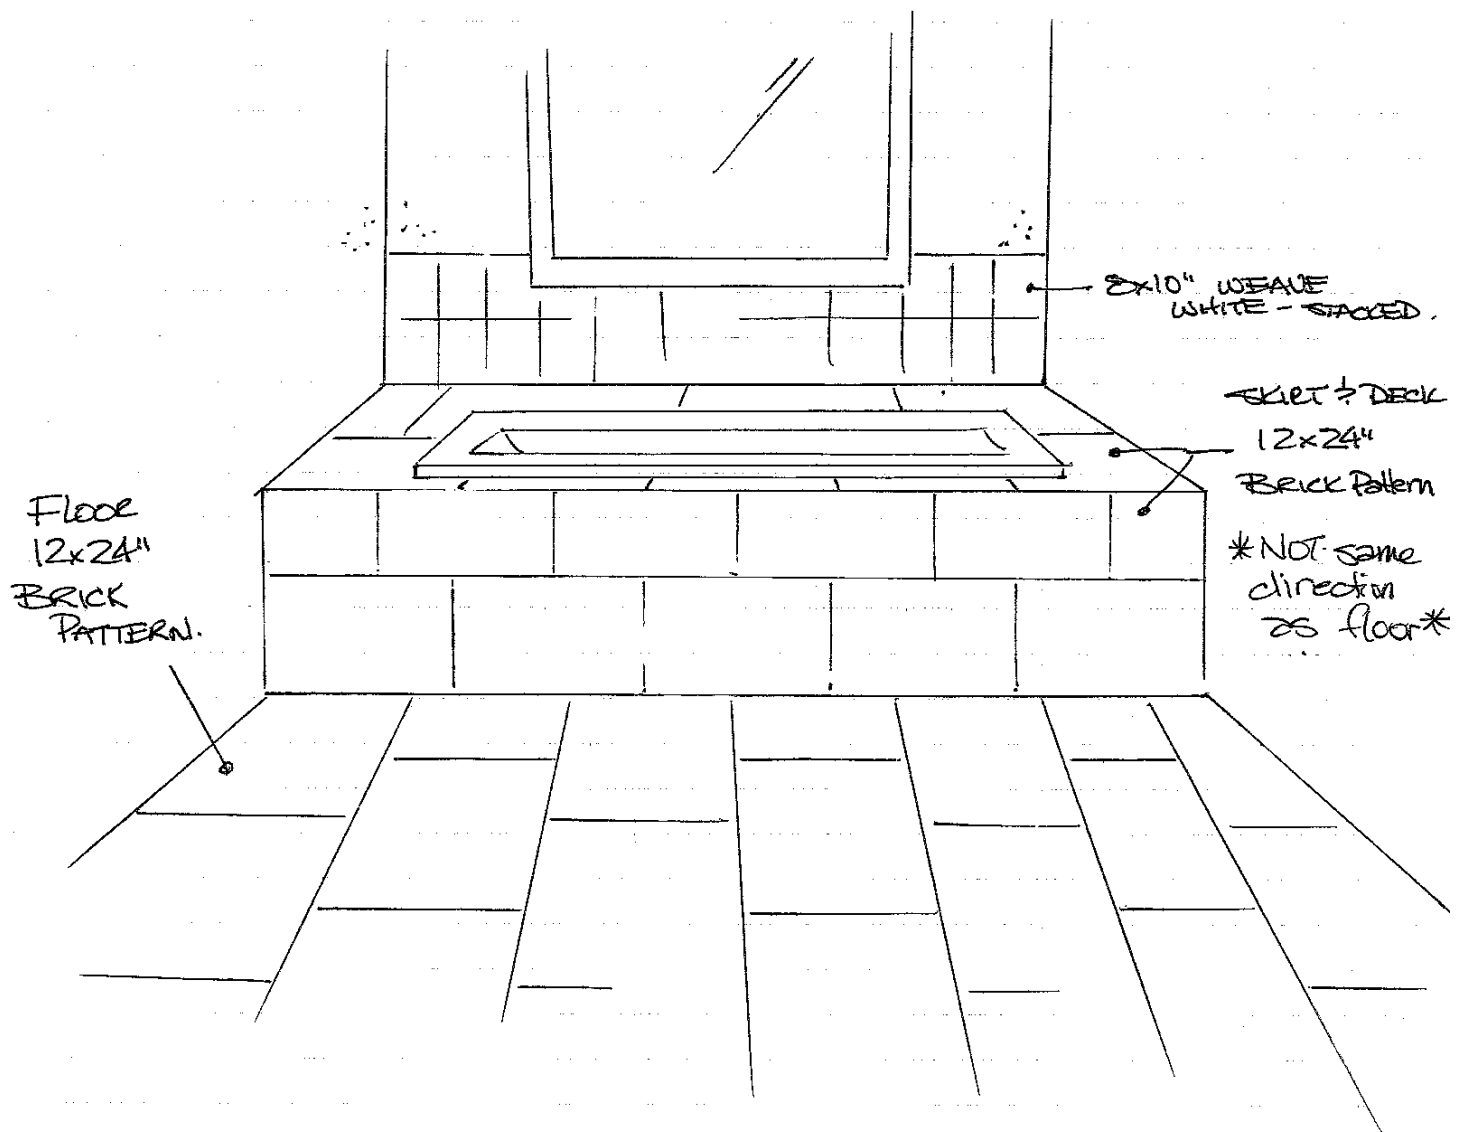 8x10" WEAVE
WHITE - STACKED.
SKIRT & DECK
12x24"
BRICK Pattern
*NOT same
direction
as floor*
FLOOR
12x24"
BRICK
PATTERN.